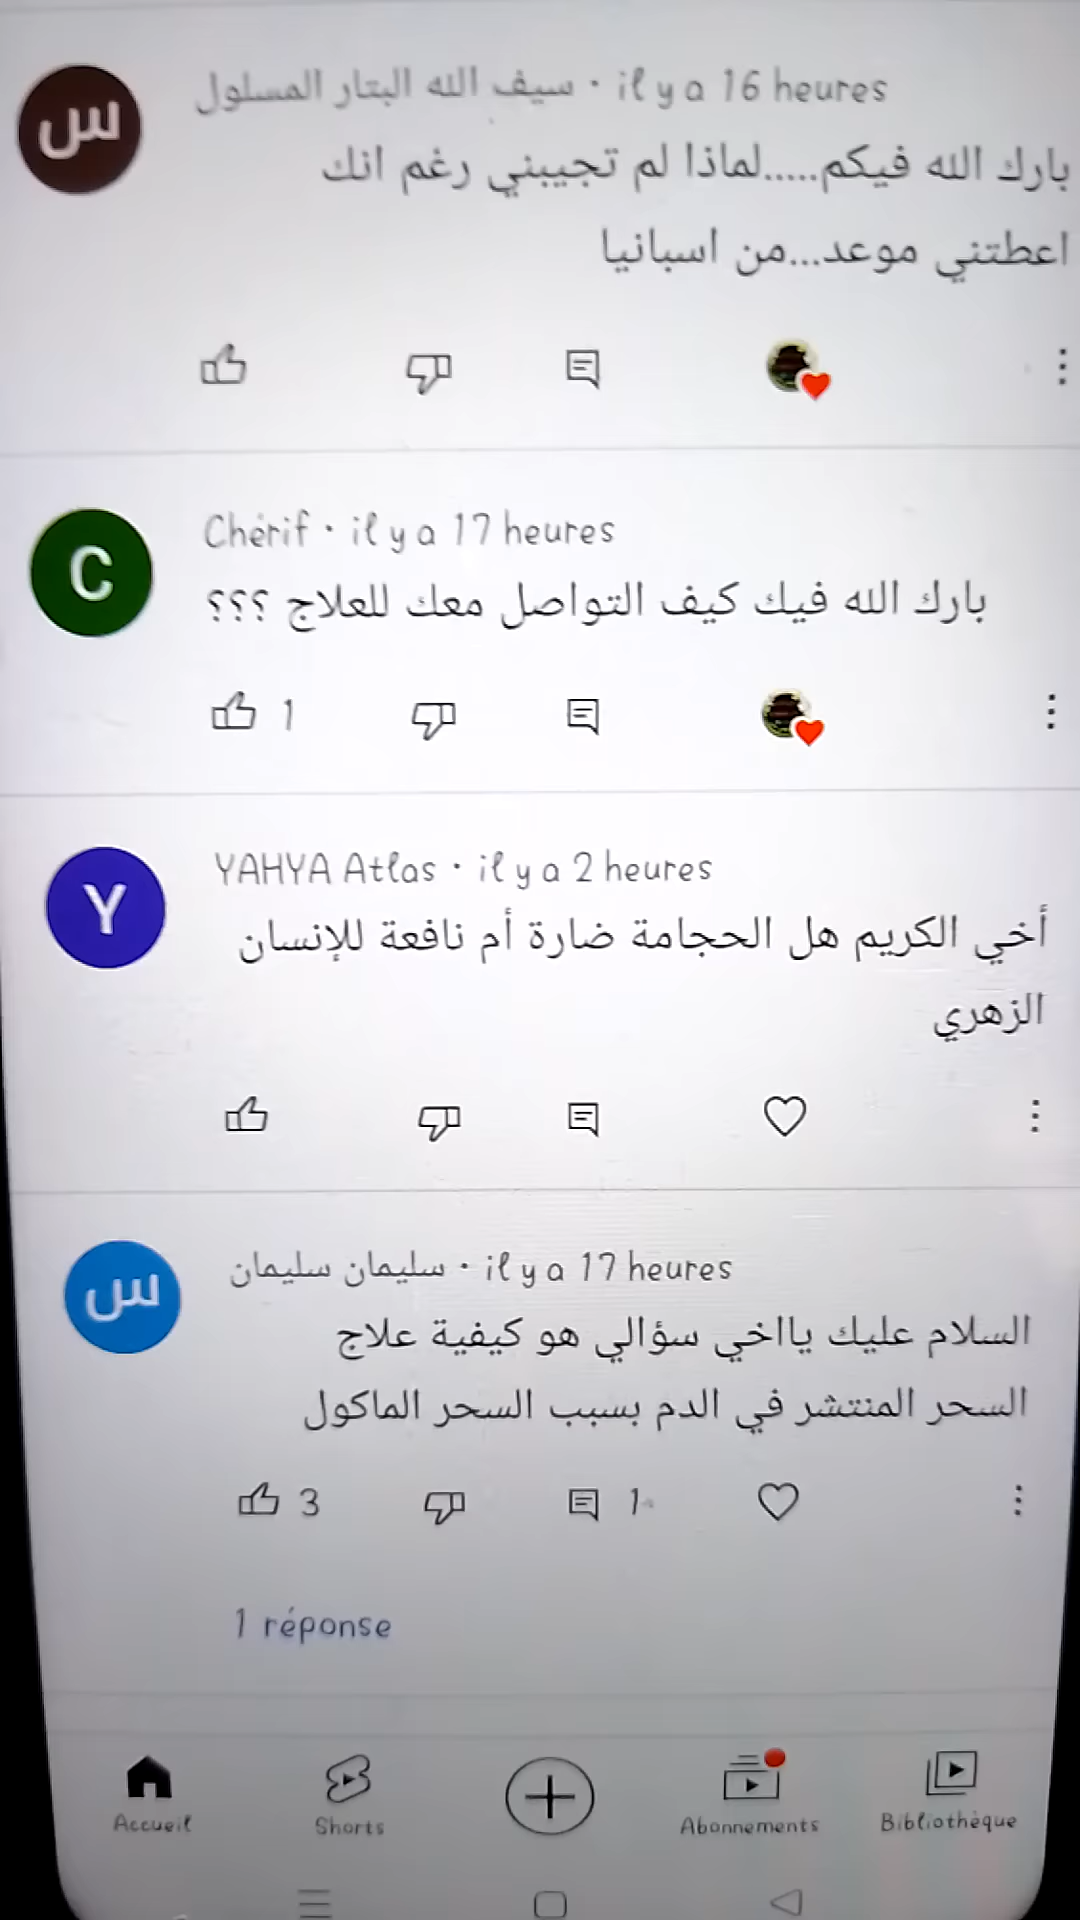 س
سيف الله البتار المسلول · il y a 16 heures
بارك الله فيكم.....لماذا لم تجيبني رغم انك
اعطتني موعد...من اسبانيا
C
Chérif · il y a 17 heures
بارك الله فيك كيف التواصل معك للعلاج ؟؟؟
1
Y
YAHYA Atlas · il y a 2 heures
أخي الكريم هل الحجامة ضارة أم نافعة للإنسان
الزهري
س
سليمان سليمان · il y a 17 heures
السلام عليك يااخي سؤالي هو كيفية علاج
السحر المنتشر في الدم بسبب السحر الماكول
3 1
1 réponse
Accueil Shorts Abonnements Bibliothèque